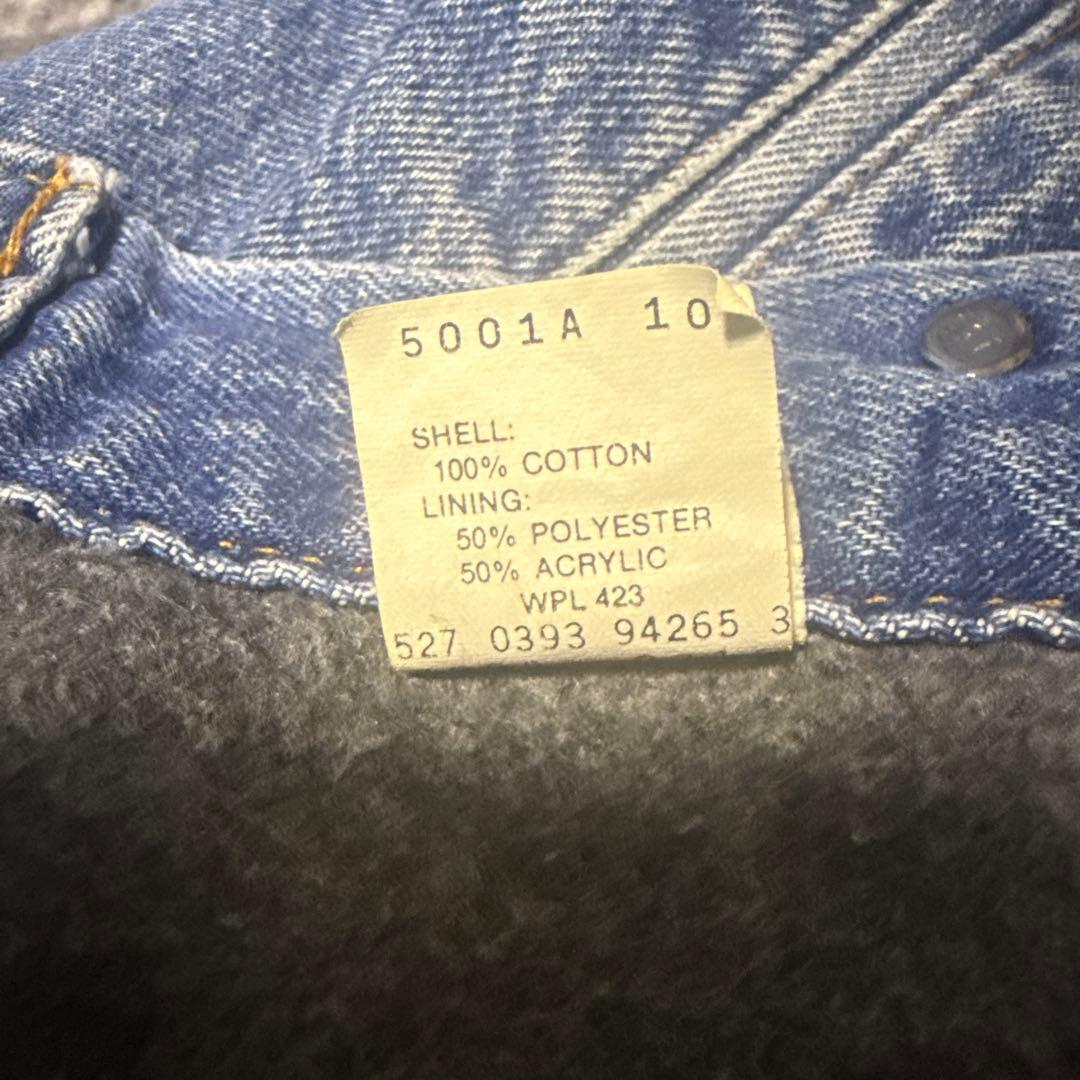 5001A 10
SHELL:
100% COTTON
LINING:
50% POLYESTER
50% ACRYLIC
WPL 423
527 0393 94265 3